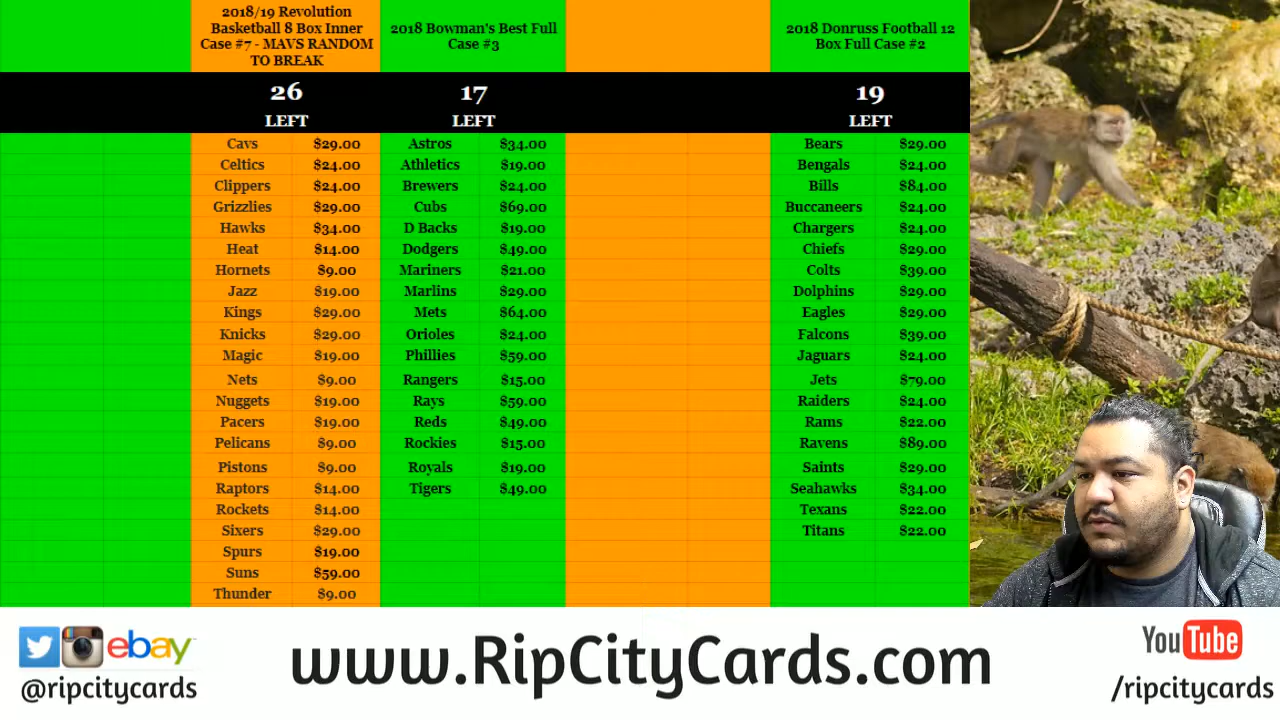 2018/19 Revolution
Basketball 8 Box Inner
Case #7 - MAVS RANDOM
TO BREAK
26
LEFT
Cavs $29.00
Celtics $24.00
Clippers $24.00
Grizzlies $29.00
Hawks $34.00
Heat $14.00
Hornets $9.00
Jazz $19.00
Kings $29.00
Knicks $29.00
Magic $19.00
Nets $9.00
Nuggets $19.00
Pacers $19.00
Pelicans $9.00
Pistons $9.00
Raptors $14.00
Rockets $14.00
Sixers $29.00
Spurs $19.00
Suns $59.00
Thunder $9.00
2018 Bowman's Best Full
Case #3
17
LEFT
Astros $34.00
Athletics $19.00
Brewers $24.00
Cubs $69.00
D Backs $19.00
Dodgers $49.00
Mariners $21.00
Marlins $29.00
Mets $64.00
Orioles $24.00
Phillies $59.00
Rangers $15.00
Rays $59.00
Reds $49.00
Rockies $15.00
Royals $19.00
Tigers $49.00
2018 Donruss Football 12
Box Full Case #2
19
LEFT
Bears $29.00
Bengals $24.00
Bills $84.00
Buccaneers $24.00
Chargers $24.00
Chiefs $29.00
Colts $39.00
Dolphins $29.00
Eagles $29.00
Falcons $39.00
Jaguars $24.00
Jets $79.00
Raiders $24.00
Rams $22.00
Ravens $89.00
Saints $29.00
Seahawks $34.00
Texans $22.00
Titans $22.00
ebay
@ripcitycards
www.RipCityCards.com
YouTube
/ripcitycards